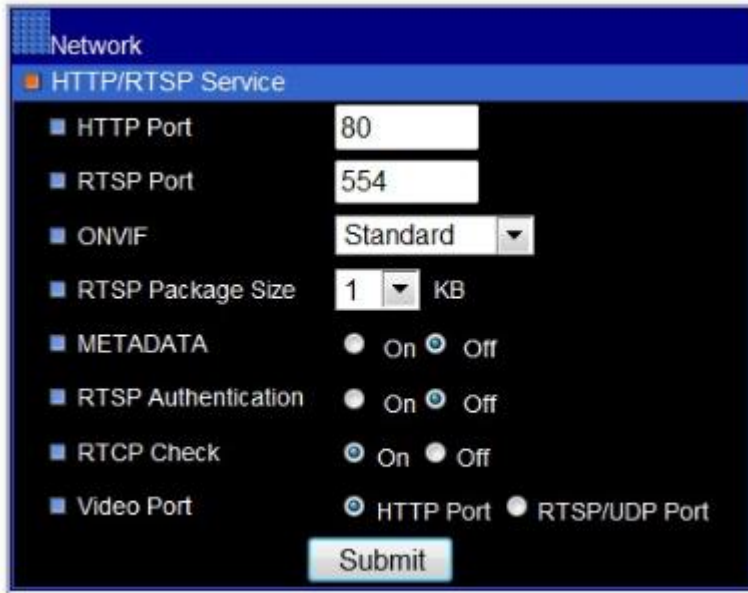 Network
HTTP/RTSP Service
HTTP Port 80
RTSP Port 554
ONVIF Standard
RTSP Package Size 1 KB
METADATA On Off
RTSP Authentication On Off
RTCP Check On Off
Video Port HTTP Port RTSP/UDP Port
Submit